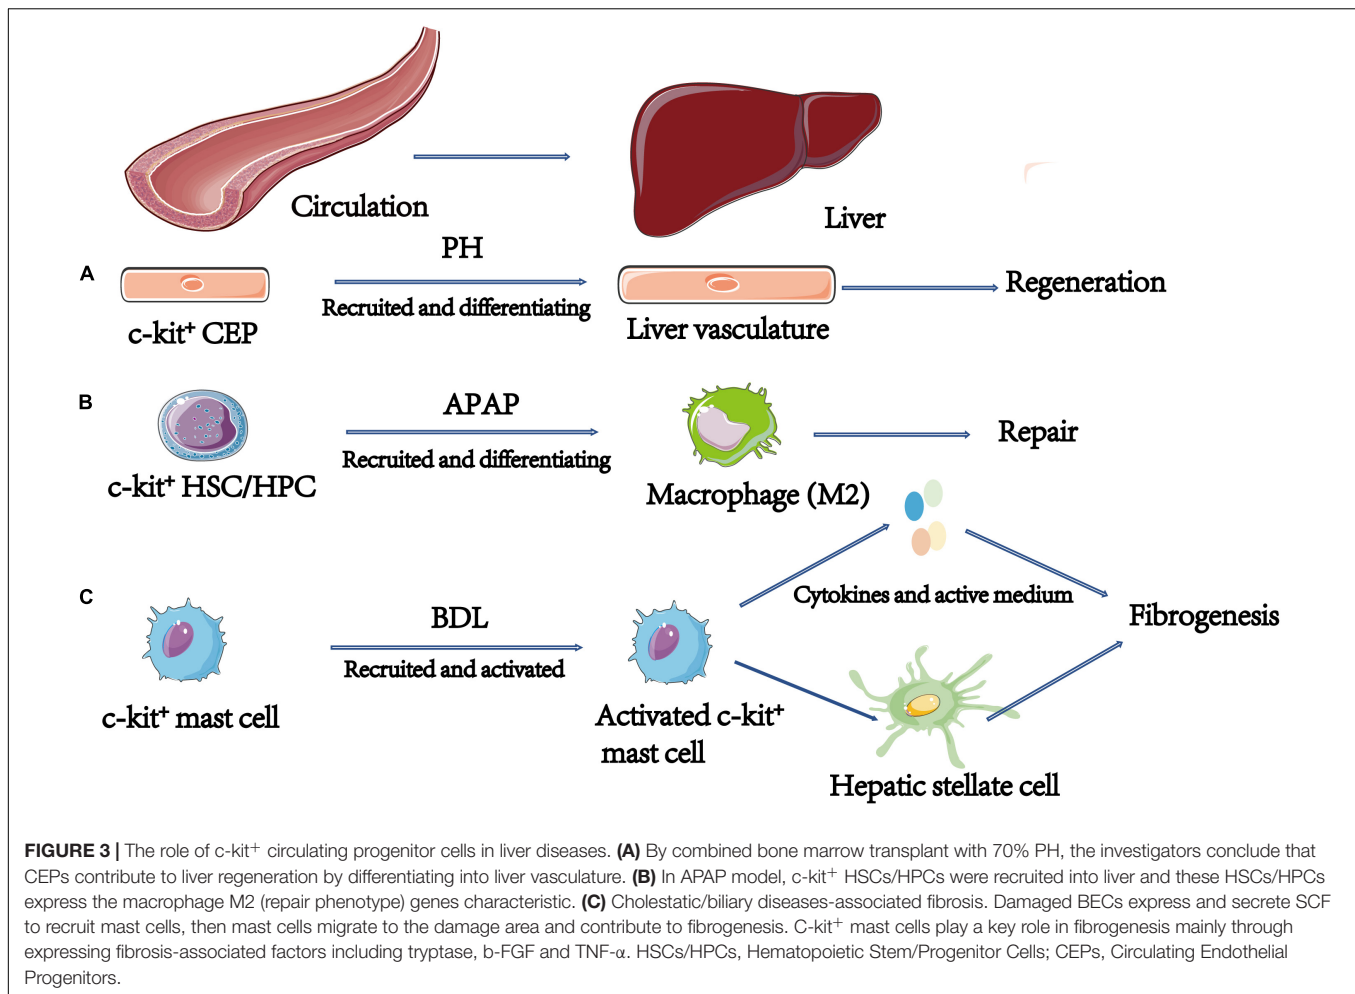 Circulation
Liver
A
PH
Recruited and differentiating
c-kit⁺ CEP
Liver vasculature
Regeneration
B
APAP
Recruited and differentiating
c-kit⁺ HSC/HPC
Macrophage (M2)
Repair
C
BDL
Recruited and activated
c-kit⁺ mast cell
Activated c-kit⁺
mast cell
Cytokines and active medium
Hepatic stellate cell
Fibrogenesis
FIGURE 3 | The role of c-kit⁺ circulating progenitor cells in liver diseases. (A) By combined bone marrow transplant with 70% PH, the investigators conclude that
CEPs contribute to liver regeneration by differentiating into liver vasculature. (B) In APAP model, c-kit⁺ HSCs/HPCs were recruited into liver and these HSCs/HPCs
express the macrophage M2 (repair phenotype) genes characteristic. (C) Cholestatic/biliary diseases-associated fibrosis. Damaged BECs express and secrete SCF
to recruit mast cells, then mast cells migrate to the damage area and contribute to fibrogenesis. C-kit⁺ mast cells play a key role in fibrogenesis mainly through
expressing fibrosis-associated factors including tryptase, b-FGF and TNF-α. HSCs/HPCs, Hematopoietic Stem/Progenitor Cells; CEPs, Circulating Endothelial
Progenitors.